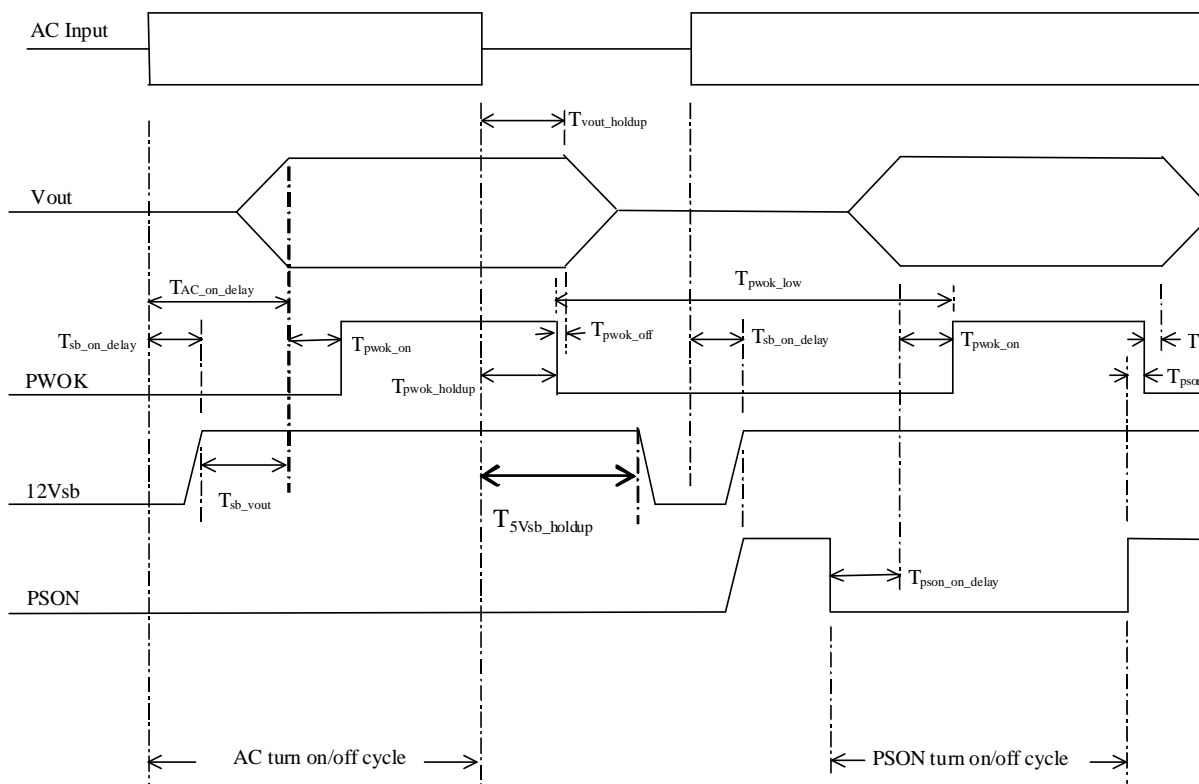 AC Input
Tvout_holdup
Vout
TAC_on_delay
Tpwok_low
Tsb_on_delay
Tpwok_on
Tpwok_off
Tsb_on_delay
Tpwok_on
T
PWOK
Tpwok_holdup
Tpson
12Vsb
Tsb_vout
T5Vsb_holdup
Tpson_on_delay
PSON
AC turn on/off cycle
PSON turn on/off cycle